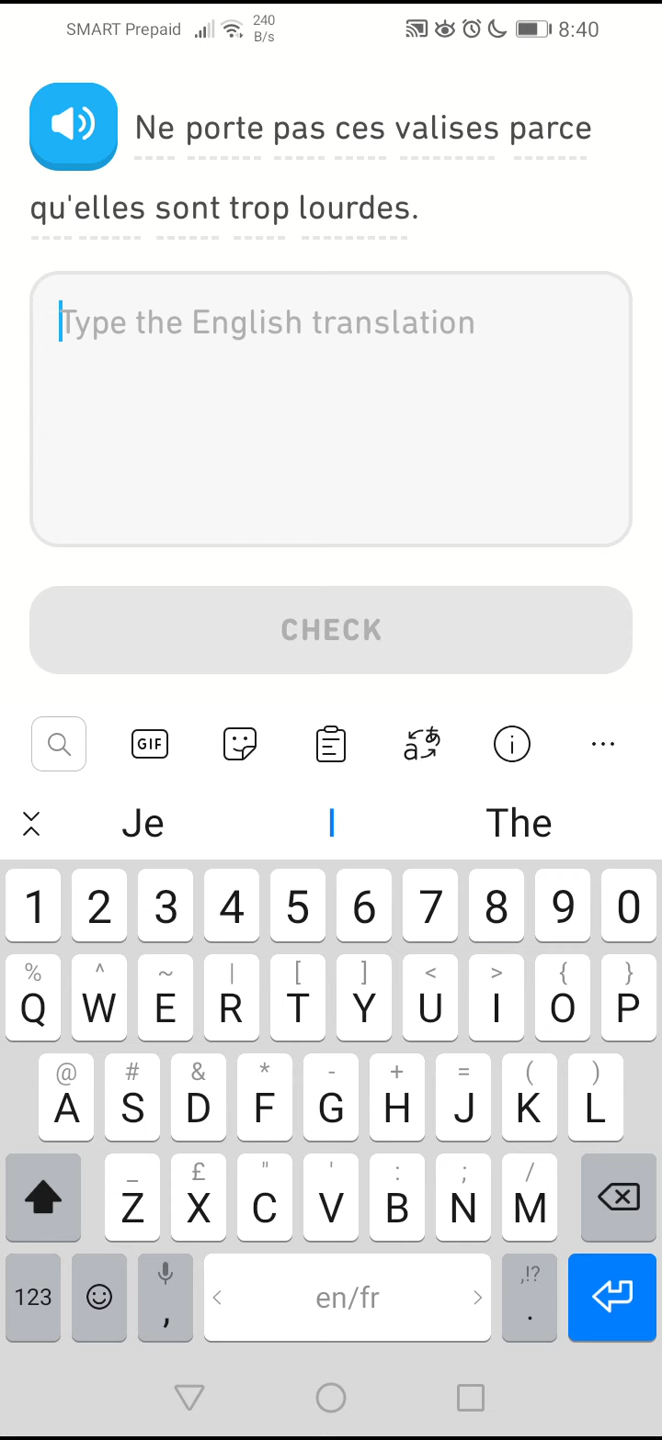 SMART Prepaid 240 B/s 8:40
Ne porte pas ces valises parce
qu'elles sont trop lourdes.
Type the English translation
CHECK
GIF
Je I The
1 2 3 4 5 6 7 8 9 0
% ^ ~ | [ ] < > { }
Q W E R T Y U I O P
@ # & * - + = ( )
A S D F G H J K L
_ £ " ' : ; /
Z X C V B N M
,!?
123 , < en/fr > .